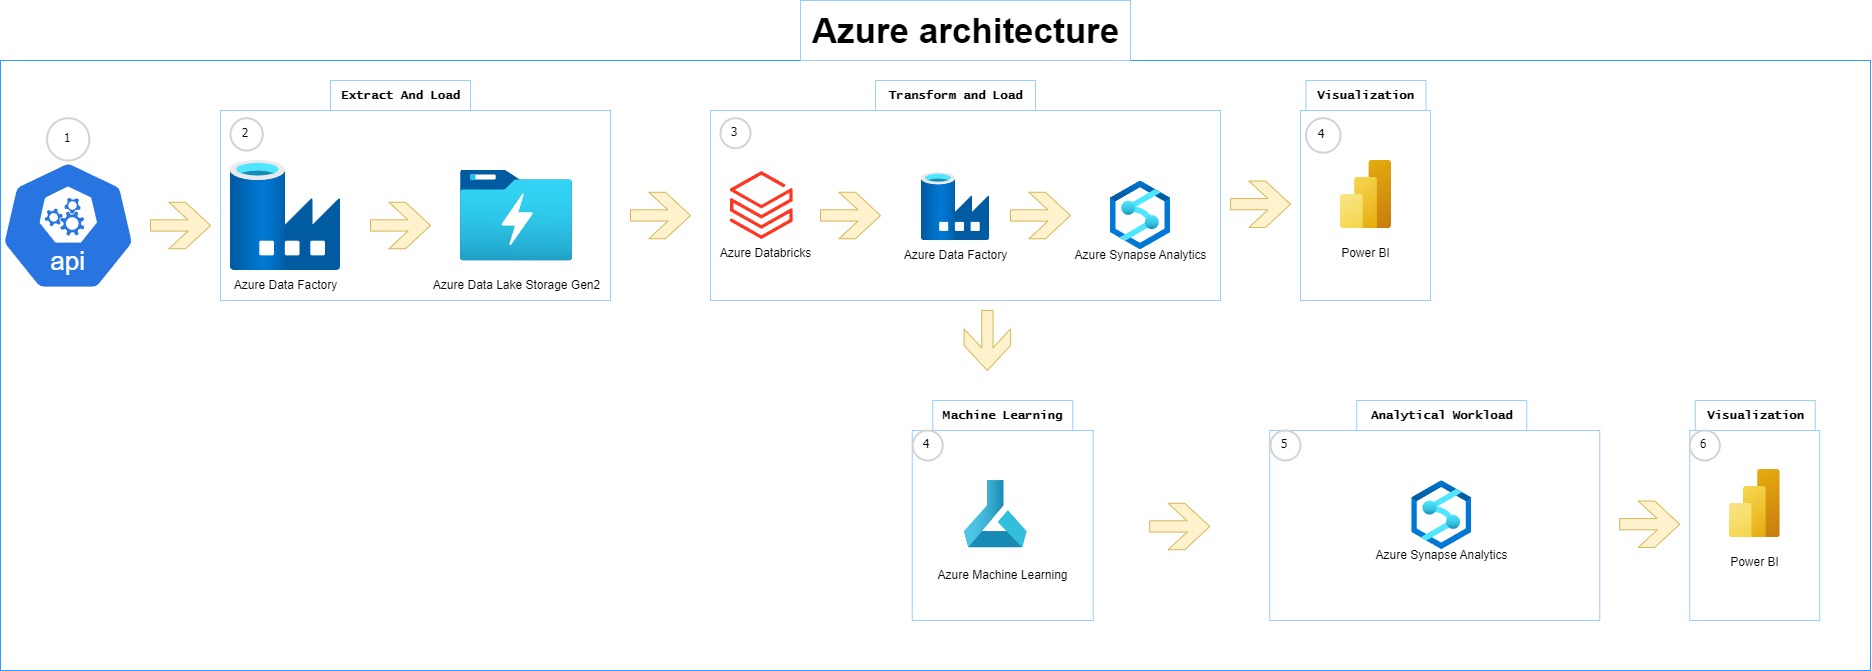 Azure architecture
Extract And Load
Transform and Load
Visualization
1
2
3
4
api
Azure Data Factory
Azure Data Lake Storage Gen2
Azure Databricks
Azure Data Factory
Azure Synapse Analytics
Power BI
Machine Learning
Analytical Workload
Visualization
4
5
6
Azure Machine Learning
Azure Synapse Analytics
Power BI